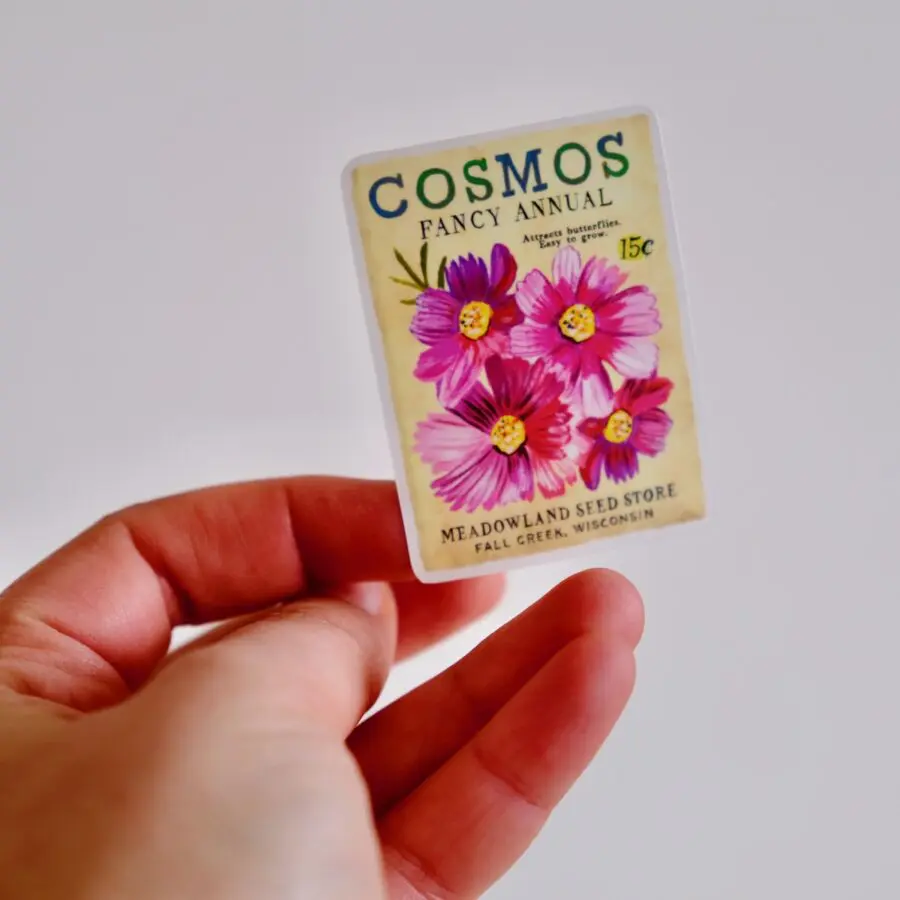 COSMOS
FANCY ANNUAL
Attracts butterflies.
Easy to grow.
15¢
MEADOWLAND SEED STORE
FALL CREEK, WISCONSIN